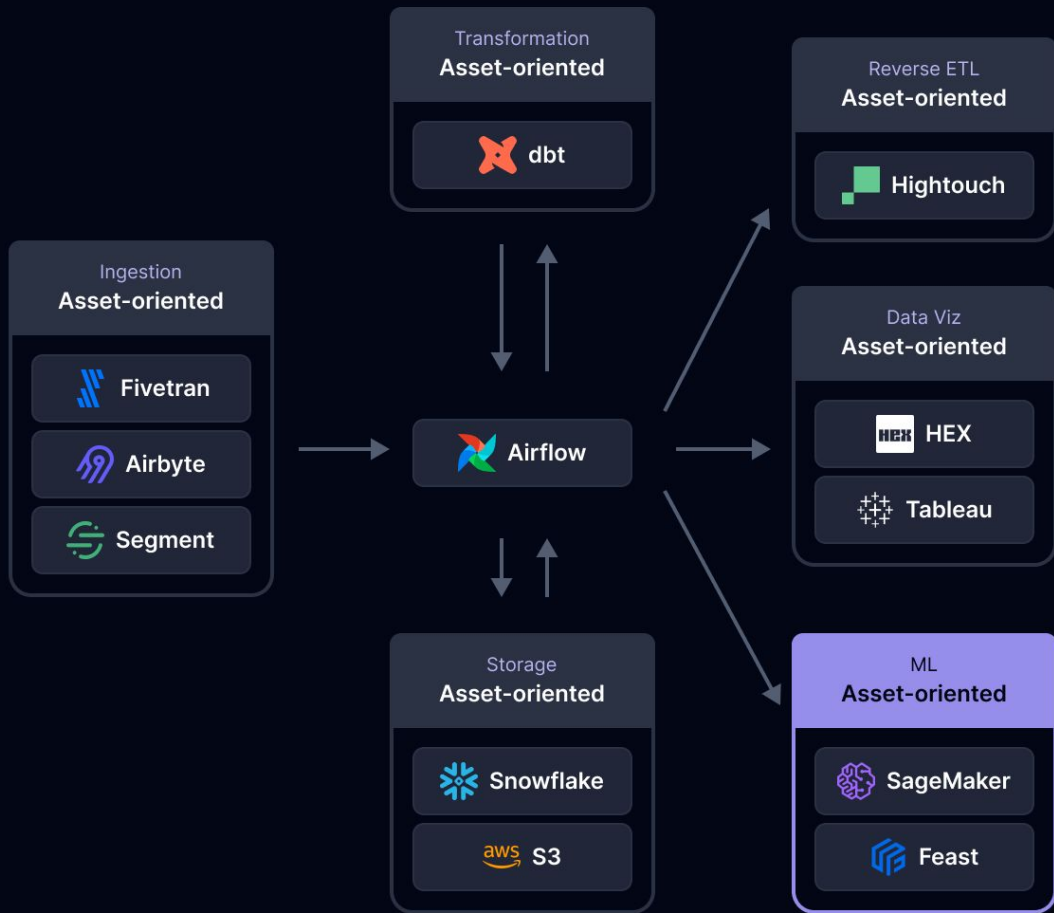 Transformation
Asset-oriented
dbt
Reverse ETL
Asset-oriented
Hightouch
Ingestion
Asset-oriented
Fivetran
Airbyte
Segment
Airflow
Data Viz
Asset-oriented
HEX
HEX
Tableau
Storage
Asset-oriented
Snowflake
aws
S3
ML
Asset-oriented
SageMaker
Feast